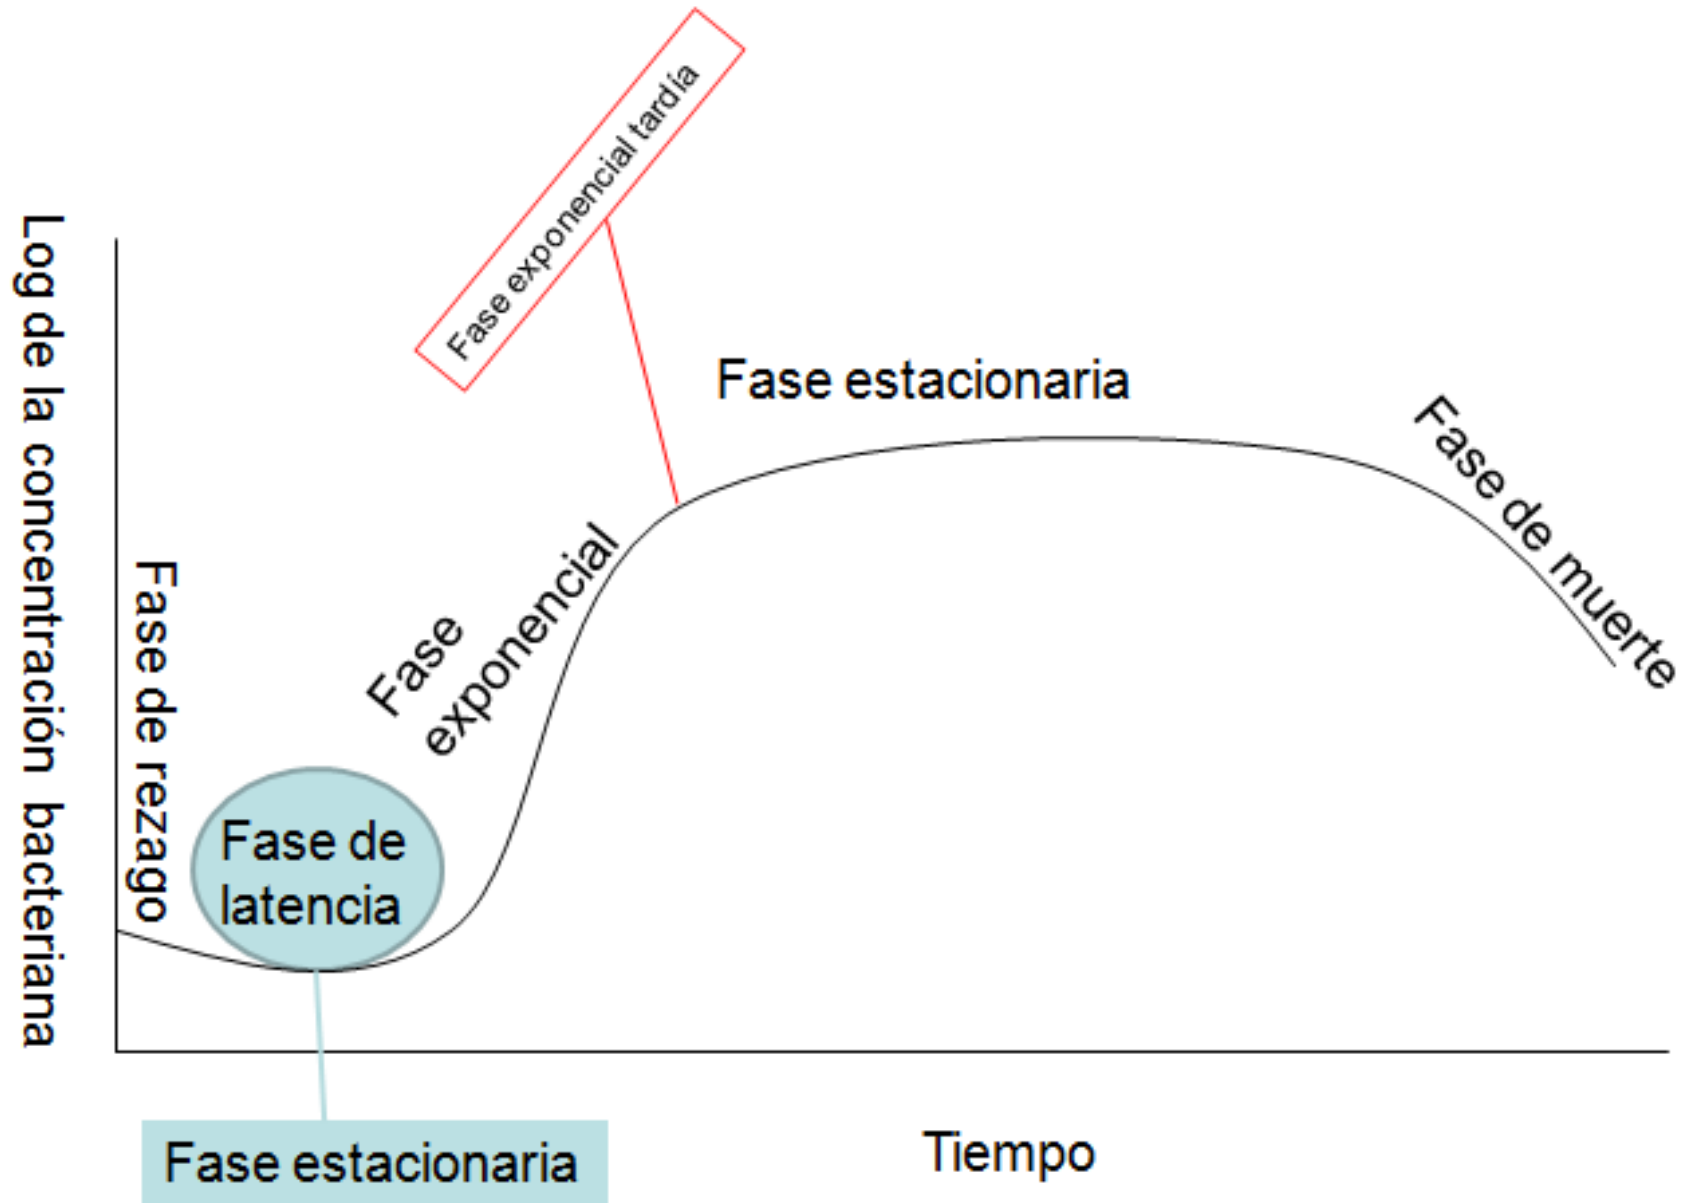 Fase exponencial tardía
Log de la concentración bacteriana
Fase estacionaria
Fase de muerte
Fase
exponencial
Fase de rezago
Fase de
latencia
Fase estacionaria
Tiempo